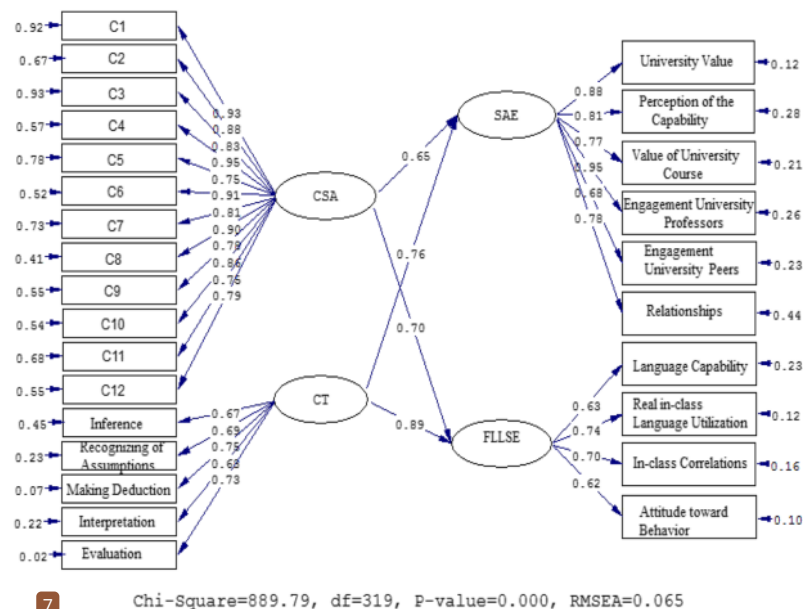 0.92 C1
0.67 C2
0.93 C3
0.57 C4
0.78 C5
0.52 C6
0.73 C7
0.41 C8
0.55 C9
0.54 C10
0.68 C11
0.55 C12
0.45 Inference
0.23 Recognizing of
Assumptions
0.07 Making Deduction
0.22 Interpretation
0.02 Evaluation
0.93
0.88
0.83
0.95
0.75
0.91
0.81
0.90
0.78
0.86
0.75
0.79
CSA
0.67
0.69
0.75
0.63
0.73
CT
0.65
0.76
0.70
0.89
SAE
FLLSE
0.88
0.81
0.77
0.95
0.68
0.78
0.63
0.74
0.70
0.62
University Value 0.12
Perception of the
Capability 0.28
Value of University
Course 0.21
Engagement University
Professors 0.26
Engagement
University Peers 0.23
Relationships 0.44
Language Capability 0.23
Real in-class
Language Utilization 0.12
In-class Correlations 0.16
Attitude toward
Behavior 0.10
7 Chi-Square=889.79, df=319, P-value=0.000, RMSEA=0.065